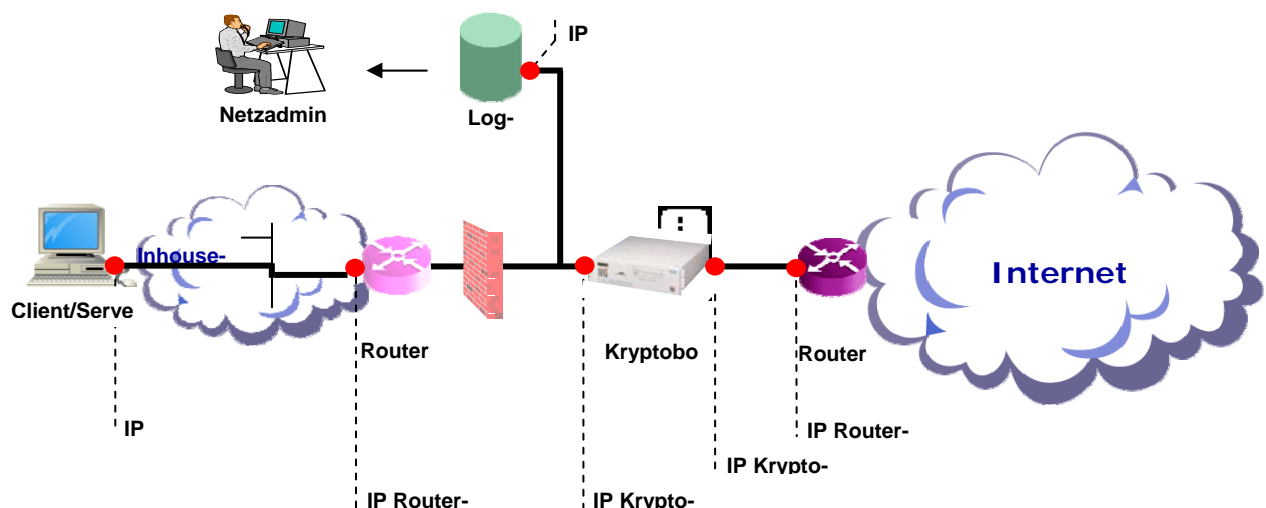 IP
Netzadmin
Log-
Inhouse-
Internet
Client/Serve
Router
Kryptobo
Router
IP
IP Router-
IP Krypto-
IP Router-
IP Krypto-